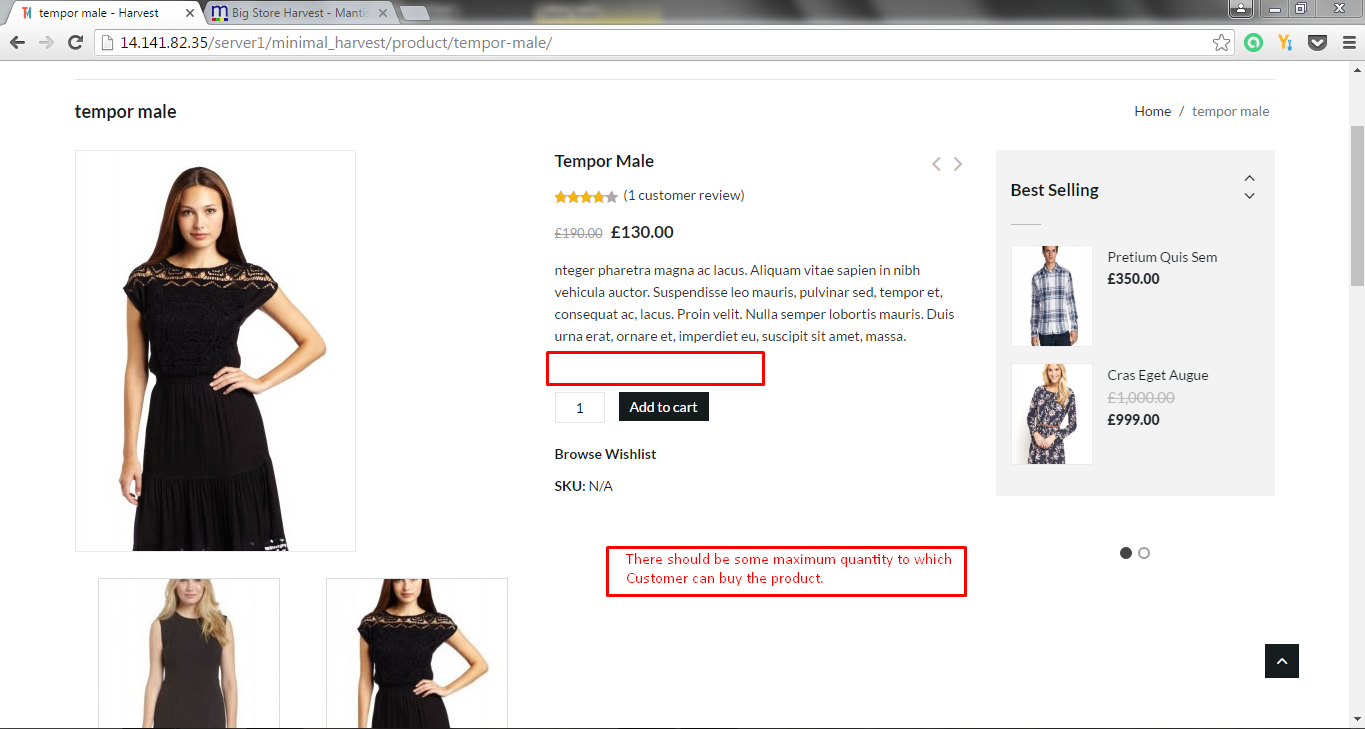 tempor male - Harvest
Big Store Harvest - Mantis
14.141.82.35/server1/minimal_harvest/product/tempor-male/
tempor male
Home / tempor male
Tempor Male
(1 customer review)
£190.00 £130.00
nteger pharetra magna ac lacus. Aliquam vitae sapien in nibh
vehicula auctor. Suspendisse leo mauris, pulvinar sed, tempor et,
consequat ac, lacus. Proin velit. Nulla semper lobortis mauris. Duis
urna erat, ornare et, imperdiet eu, suscipit sit amet, massa.
1 Add to cart
Browse Wishlist
SKU: N/A
There should be some maximum quantity to which
Customer can buy the product.
Best Selling
Pretium Quis Sem
£350.00
Cras Eget Augue
£1,000.00
£999.00